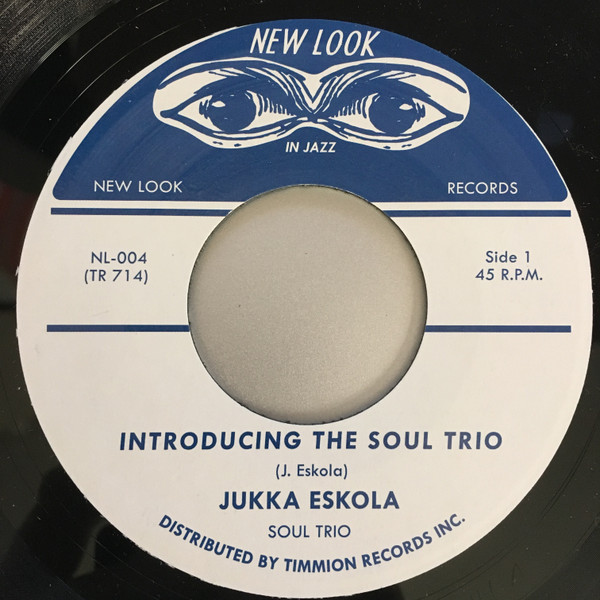 NEW LOOK
IN JAZZ
NEW LOOK RECORDS
NL-004
(TR 714)
Side 1
45 R.P.M.
INTRODUCING THE SOUL TRIO
(J. Eskola)
JUKKA ESKOLA
SOUL TRIO
DISTRIBUTED BY TIMMION RECORDS INC.